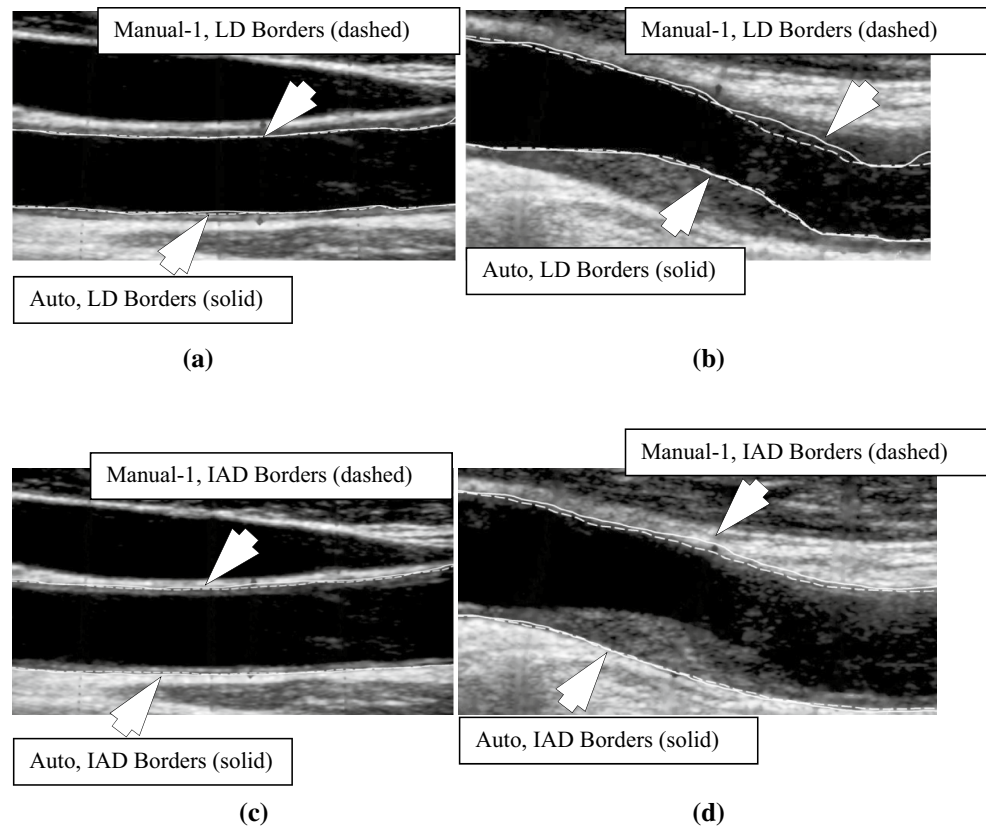 Manual-1, LD Borders (dashed)
Manual-1, LD Borders (dashed)
Auto, LD Borders (solid)
Auto, LD Borders (solid)
(a)
(b)
Manual-1, IAD Borders (dashed)
Manual-1, IAD Borders (dashed)
Auto, IAD Borders (solid)
Auto, IAD Borders (solid)
(c)
(d)